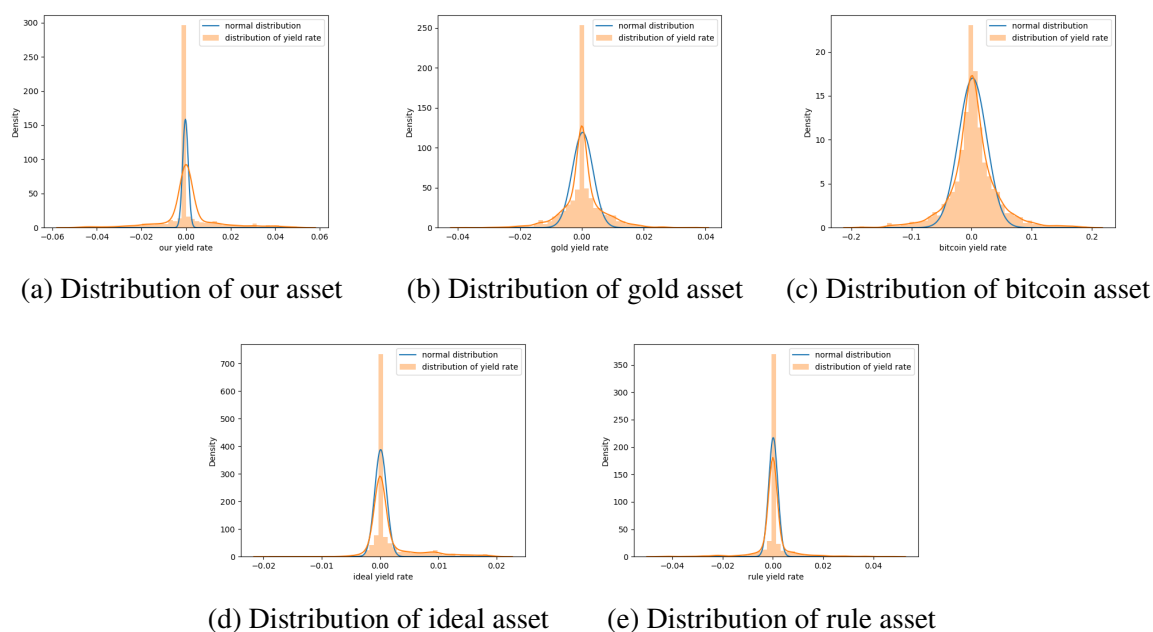 300
250
200
150
100
50
0
Density
−0.06 −0.04 −0.02 0.00 0.02 0.04 0.06
our yield rate
normal distribution
distribution of yield rate
250
200
150
100
50
0
Density
−0.04 −0.02 0.00 0.02 0.04
gold yield rate
normal distribution
distribution of yield rate
20
15
10
5
0
Density
−0.2 −0.1 0.0 0.1 0.2
bitcoin yield rate
normal distribution
distribution of yield rate
(a) Distribution of our asset (b) Distribution of gold asset (c) Distribution of bitcoin asset
700
600
500
400
300
200
100
0
Density
−0.02 −0.01 0.00 0.01 0.02
ideal yield rate
normal distribution
distribution of yield rate
350
300
250
200
150
100
50
0
Density
−0.04 −0.02 0.00 0.02 0.04
rule yield rate
normal distribution
distribution of yield rate
(d) Distribution of ideal asset (e) Distribution of rule asset